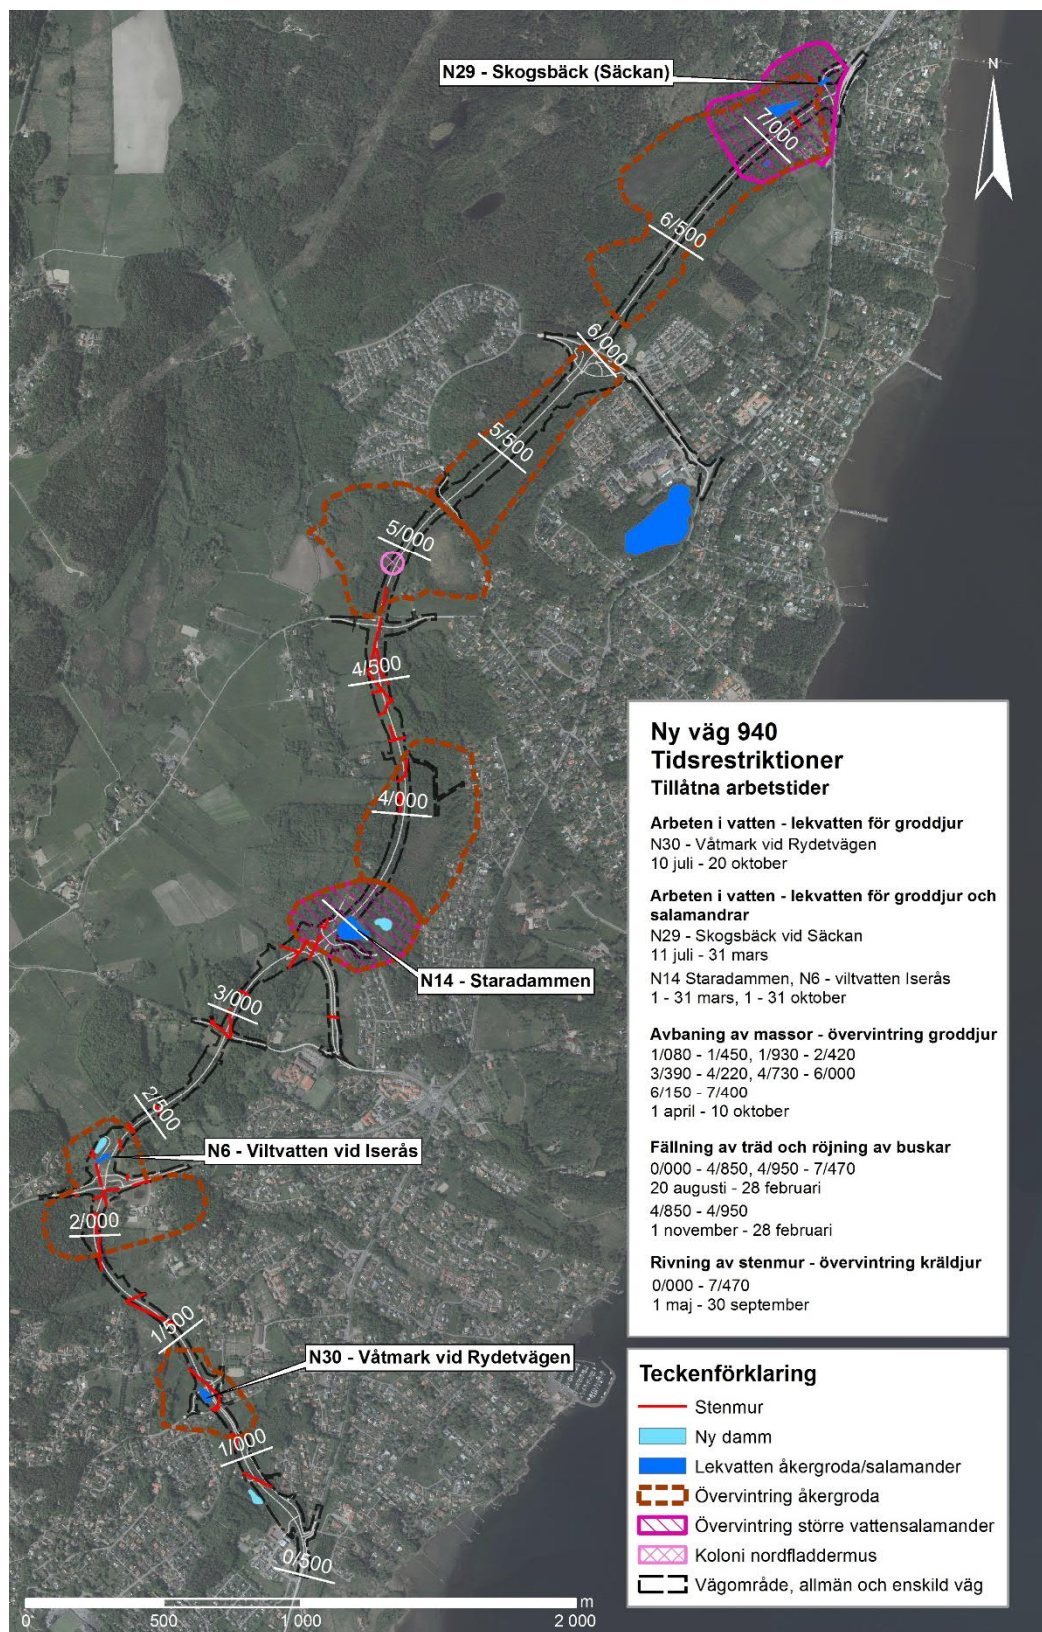 N29 - Skogsbäck (Säckan)
N
7/000
6/500
6/000
5/500
5/000
4/500
4/000
N14 - Staradammen
3/000
2/500
N6 - Viltvatten vid Iserås
2/000
1/500
N30 - Våtmark vid Rydetvägen
1/000
0/500
Ny väg 940
Tidsrestriktioner
Tillåtna arbetstider
Arbeten i vatten - lekvatten för groddjur
N30 - Våtmark vid Rydetvägen
10 juli - 20 oktober
Arbeten i vatten - lekvatten för groddjur och
salamandrar
N29 - Skogsbäck vid Säckan
11 juli - 31 mars
N14 Staradammen, N6 - viltvatten Iserås
1 - 31 mars, 1 - 31 oktober
Avbaning av massor - övervintring groddjur
1/080 - 1/450, 1/930 - 2/420
3/390 - 4/220, 4/730 - 6/000
6/150 - 7/400
1 april - 10 oktober
Fällning av träd och röjning av buskar
0/000 - 4/850, 4/950 - 7/470
20 augusti - 28 februari
4/850 - 4/950
1 november - 28 februari
Rivning av stenmur - övervintring kräldjur
0/000 - 7/470
1 maj - 30 september
Teckenförklaring
Stenmur
Ny damm
Lekvatten åkergroda/salamander
Övervintring åkergroda
Övervintring större vattensalamander
Koloni nordfladdermus
Vägområde, allmän och enskild väg
m
0 500 1 000 2 000